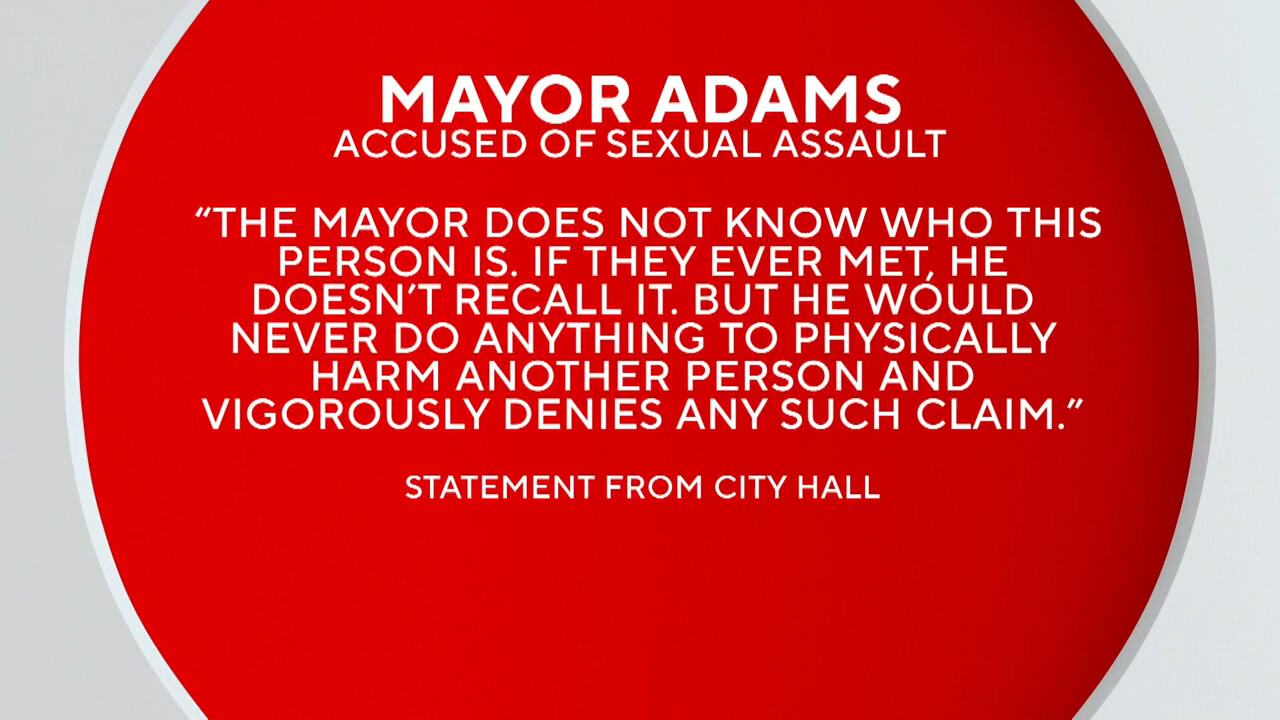 MAYOR ADAMS
ACCUSED OF SEXUAL ASSAULT
“THE MAYOR DOES NOT KNOW WHO THIS
PERSON IS. IF THEY EVER MET, HE
DOESN’T RECALL IT. BUT HE WOULD
NEVER DO ANYTHING TO PHYSICALLY
HARM ANOTHER PERSON AND
VIGOROUSLY DENIES ANY SUCH CLAIM.”
STATEMENT FROM CITY HALL